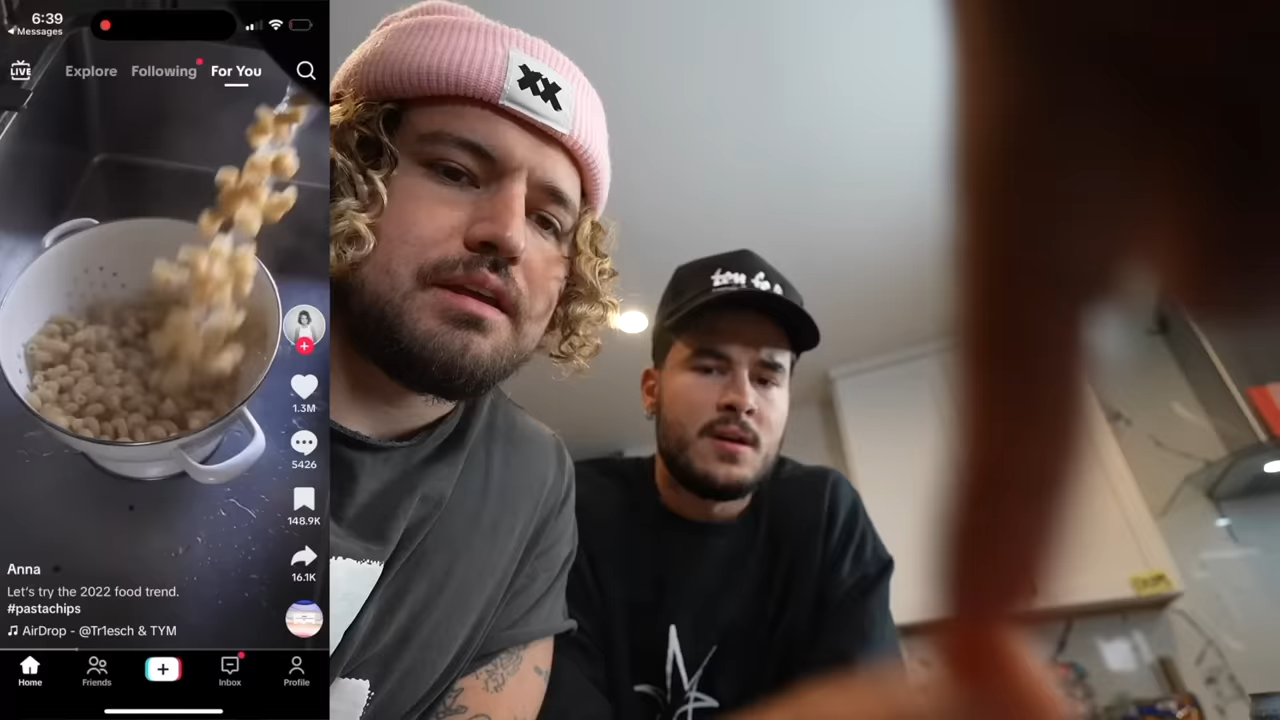 6:39
◀ Messages
LIVE
Explore Following For You
XX
1.3M
5426
148.9K
16.1K
Anna
Let's try the 2022 food trend.
#pastachips
AirDrop - @Tr1esch & TYM
Home Friends Inbox Profile